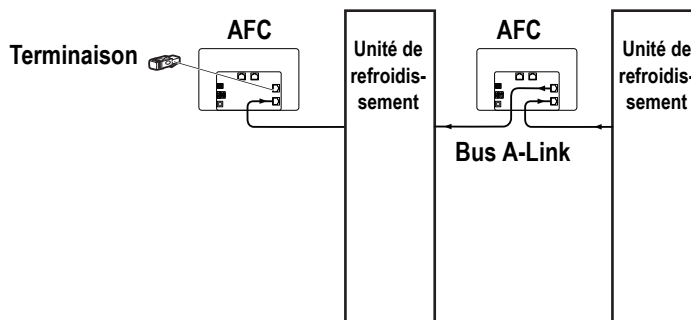 Terminaison
AFC
Unité de
refroidis-
sement
AFC
Bus A-Link
Unité de
refroidis-
sement